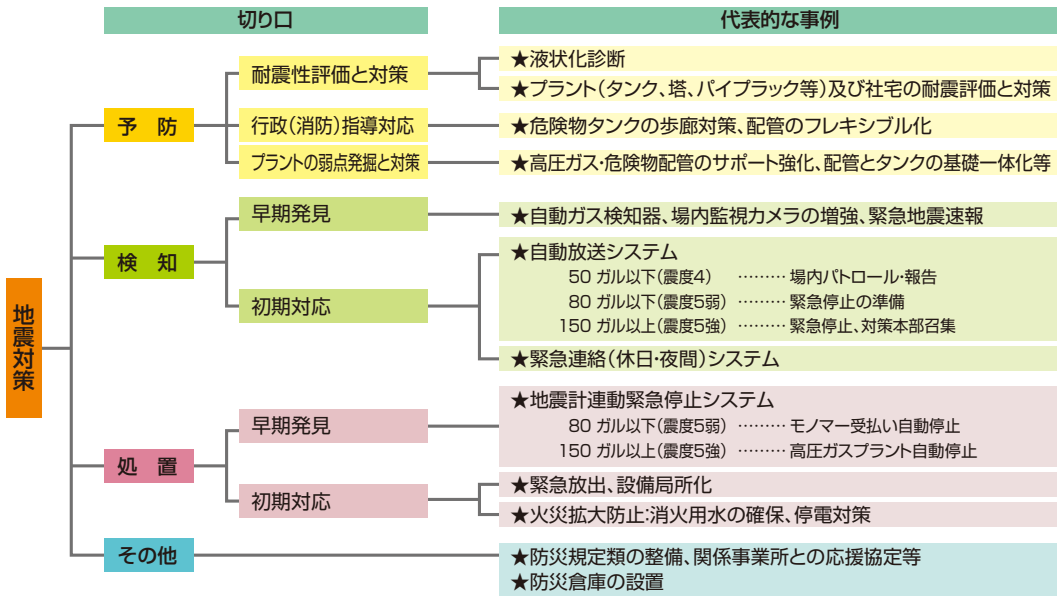 切り口
代表的な事例
地震対策
予 防
耐震性評価と対策
★液状化診断
★プラント(タンク、塔、パイプラック等)及び社宅の耐震評価と対策
行政(消防)指導対応
★危険物タンクの歩廊対策、配管のフレキシブル化
プラントの弱点発掘と対策
★高圧ガス・危険物配管のサポート強化、配管とタンクの基礎一体化等
検 知
早期発見
★自動ガス検知器、場内監視カメラの増強、緊急地震速報
初期対応
★自動放送システム
50 ガル以下(震度4) ……… 場内パトロール・報告
80 ガル以下(震度5弱) ……… 緊急停止の準備
150 ガル以上(震度5強) ……… 緊急停止、対策本部召集
★緊急連絡(休日・夜間)システム
処 置
早期発見
★地震計連動緊急停止システム
80 ガル以下(震度5弱) ……… モノマー受払い自動停止
150 ガル以上(震度5強) ……… 高圧ガスプラント自動停止
初期対応
★緊急放出、設備局所化
★火災拡大防止:消火用水の確保、停電対策
その他
★防災規定類の整備、関係事業所との応援協定等
★防災倉庫の設置